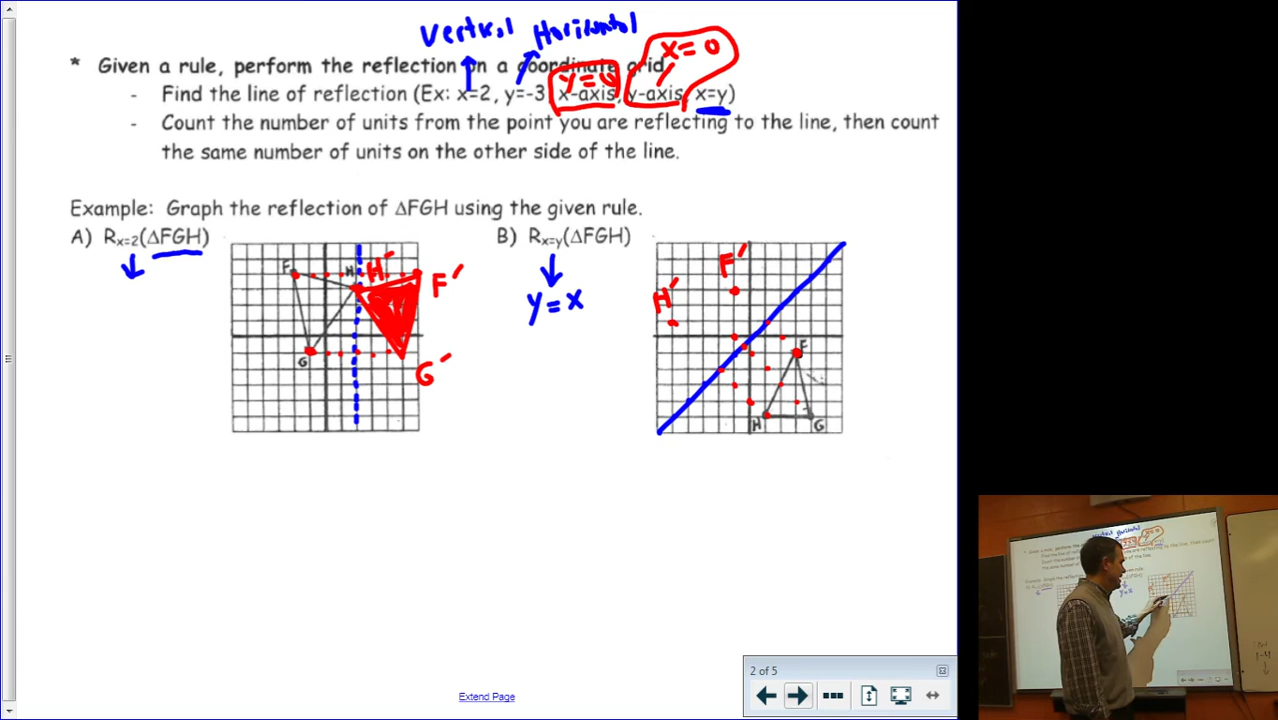 Vertical Horizontal
x=0
* Given a rule, perform the reflection on a coordinate grid
y=0
- Find the line of reflection (Ex: x=2, y=-3, x-axis, y-axis, x=y)
- Count the number of units from the point you are reflecting to the line, then count
the same number of units on the other side of the line.
Example: Graph the reflection of ΔFGH using the given rule.
A) Rx=2(ΔFGH)
B) Rx=y(ΔFGH)
F H H' F'
G G'
y=x
F'
H'
F
H G
2 of 5
Extend Page